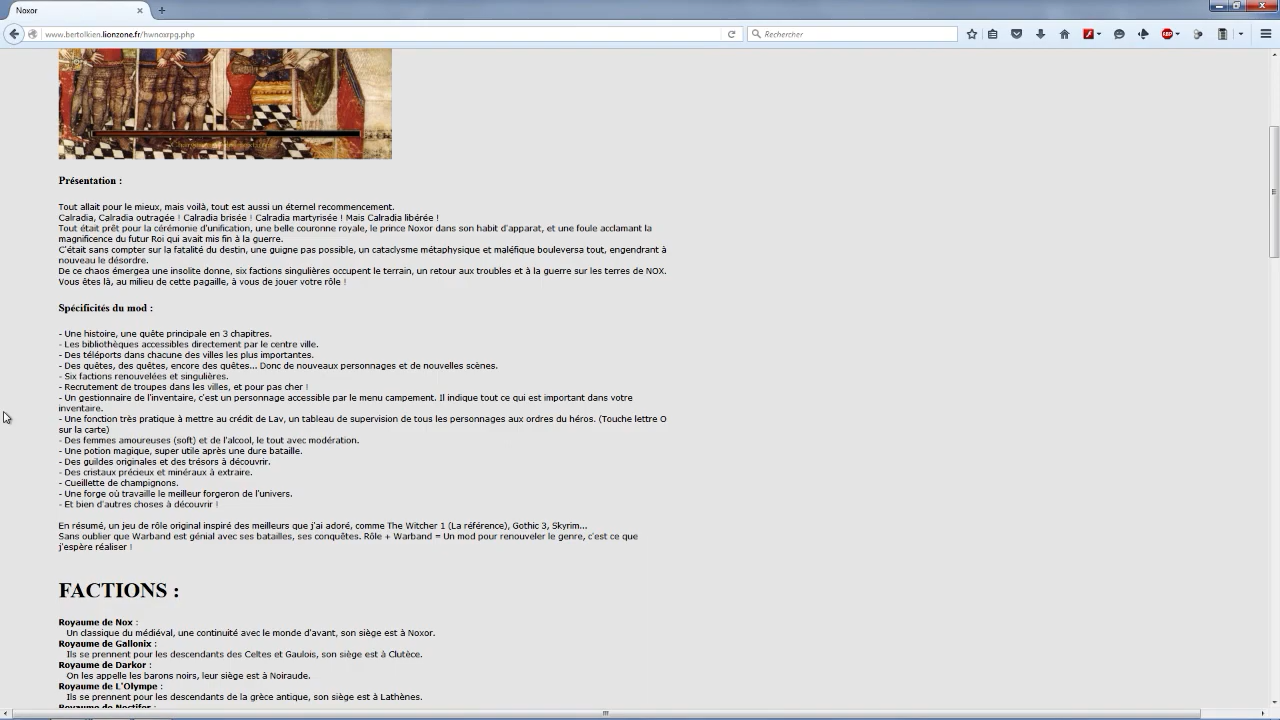 Noxor
www.bertolkien.lionzone.fr/hwnoxrpg.php
Rechercher
Présentation :
Tout allait pour le mieux, mais voilà, tout est aussi un éternel recommencement.
Calradia, Calradia outragée ! Calradia brisée ! Calradia martyrisée ! Mais Calradia libérée !
Tout était prêt pour la cérémonie d'unification, une belle couronne royale, le prince Noxor dans son habit d'apparat, et une foule acclamant la
magnificence du futur Roi qui avait mis fin à la guerre.
C'était sans compter sur la fatalité du destin, une guigne pas possible, un cataclysme métaphysique et maléfique bouleversa tout, engendrant à
nouveau le désordre.
De ce chaos émergea une insolite donne, six factions singulières occupent le terrain, un retour aux troubles et à la guerre sur les terres de NOX.
Vous êtes là, au milieu de cette pagaille, à vous de jouer votre rôle !
Spécificités du mod :
- Une histoire, une quête principale en 3 chapitres.
- Les bibliothèques accessibles directement par le centre ville.
- Des téléports dans chacune des villes les plus importantes.
- Des quêtes, des quêtes, encore des quêtes... Donc de nouveaux personnages et de nouvelles scènes.
- Six factions renouvelées et singulières.
- Recrutement de troupes dans les villes, et pour pas cher !
- Un gestionnaire de l'inventaire, c'est un personnage accessible par le menu campement. Il indique tout ce qui est important dans votre
inventaire.
- Une fonction très pratique à mettre au crédit de Lav, un tableau de supervision de tous les personnages aux ordres du héros. (Touche lettre O
sur la carte)
- Des femmes amoureuses (soft) et de l'alcool, le tout avec modération.
- Une potion magique, super utile après une dure bataille.
- Des guildes originales et des trésors à découvrir.
- Des cristaux précieux et minéraux à extraire.
- Cueillette de champignons.
- Une forge où travaille le meilleur forgeron de l'univers.
- Et bien d'autres choses à découvrir !
En résumé, un jeu de rôle original inspiré des meilleurs que j'ai adoré, comme The Witcher 1 (La référence), Gothic 3, Skyrim...
Sans oublier que Warband est génial avec ses batailles, ses conquêtes. Rôle + Warband = Un mod pour renouveler le genre, c'est ce que
j'espère réaliser !
FACTIONS :
Royaume de Nox :
Un classique du médiéval, une continuité avec le monde d'avant, son siège est à Noxor.
Royaume de Gallonix :
Ils se prennent pour les descendants des Celtes et Gaulois, son siège est à Clutèce.
Royaume de Darkor :
On les appelle les barons noirs, leur siège est à Noiraude.
Royaume de L'Olympe :
Ils se prennent pour les descendants de la grèce antique, son siège est à Lathènes.
Royaume de Noctifer :